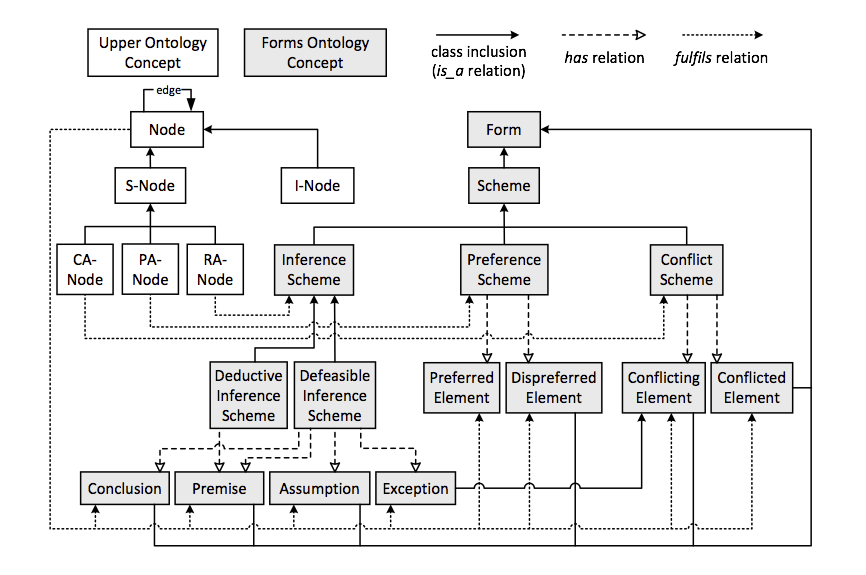 Upper Ontology
Concept
Forms Ontology
Concept
class inclusion
(is_a relation)
has relation
fulfils relation
edge
Node
Form
S-Node
I-Node
Scheme
CA-
Node
PA-
Node
RA-
Node
Inference
Scheme
Preference
Scheme
Conflict
Scheme
Deductive
Inference
Scheme
Defeasible
Inference
Scheme
Preferred
Element
Dispreferred
Element
Conflicting
Element
Conflicted
Element
Conclusion
Premise
Assumption
Exception